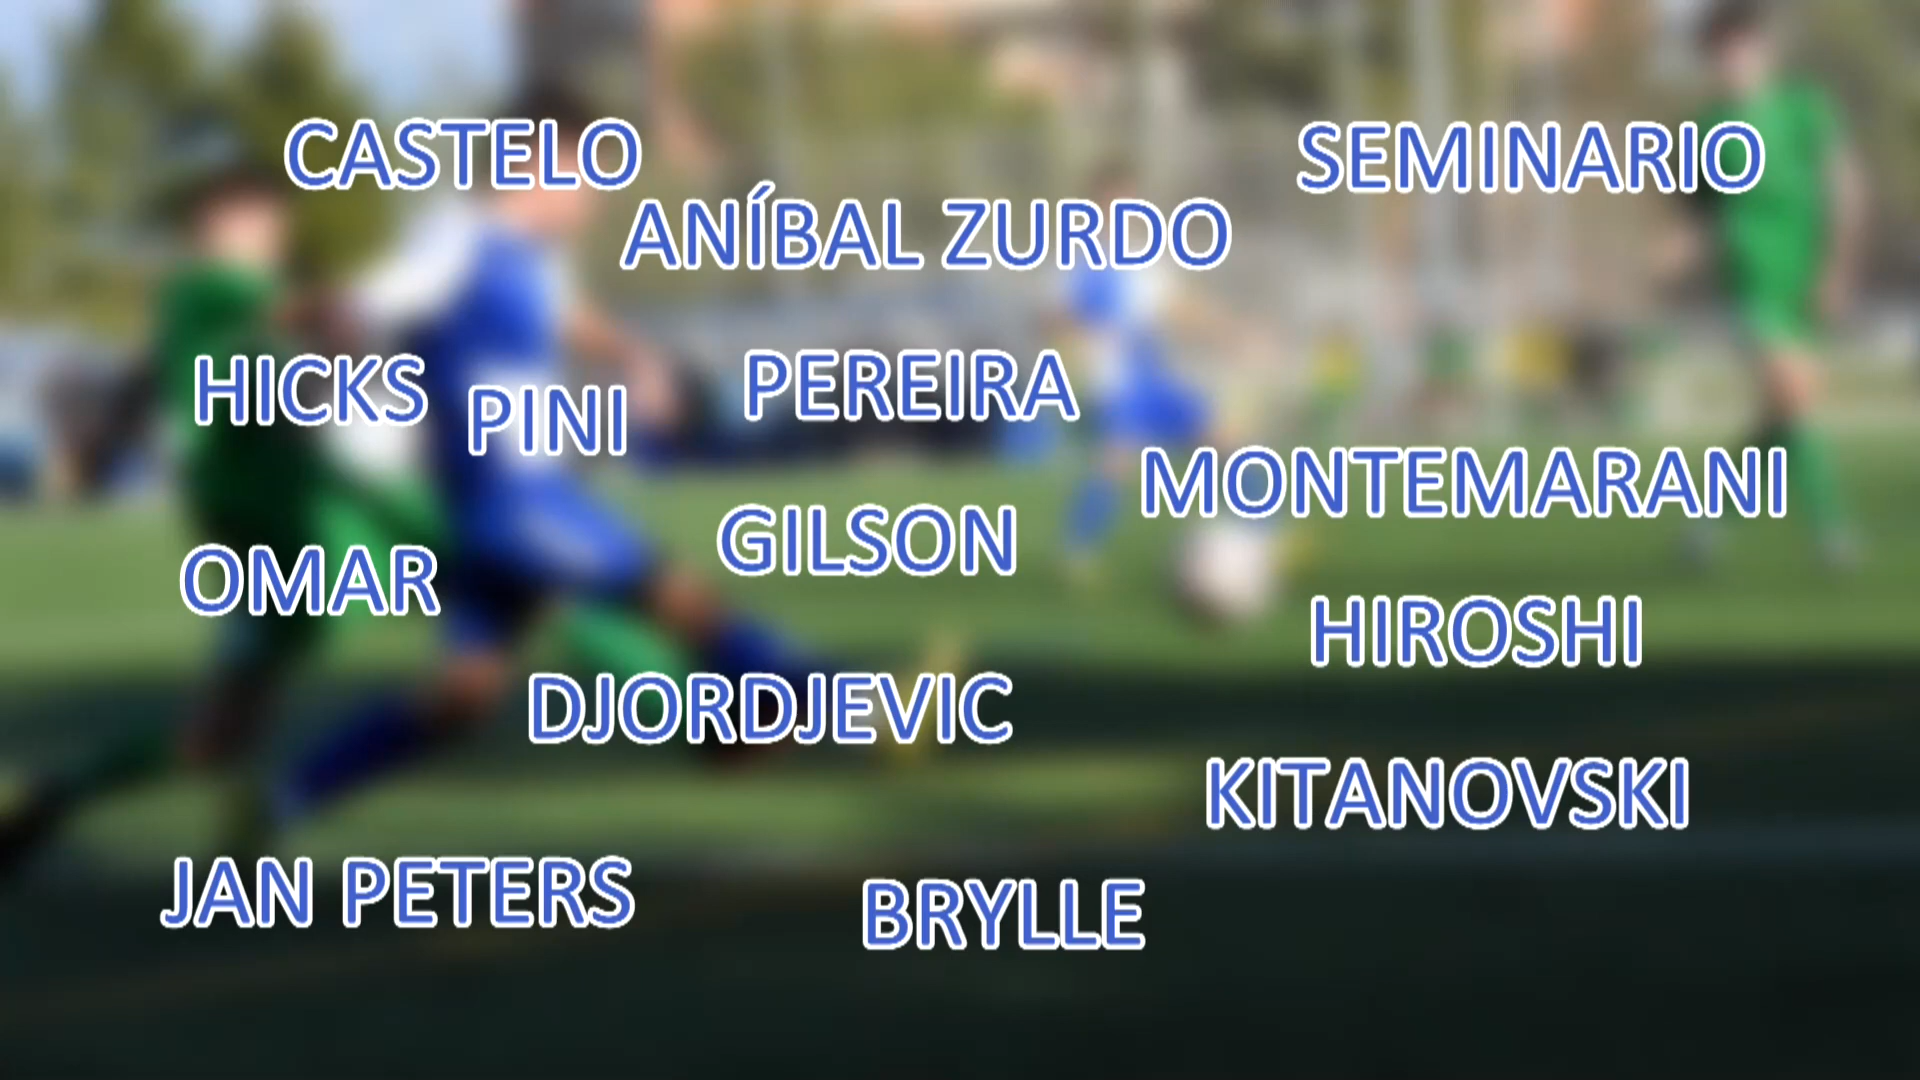 CASTELO
SEMINARIO
ANÍBAL ZURDO
HICKS
PINI
PEREIRA
MONTEMARANI
GILSON
OMAR
HIROSHI
DJORDJEVIC
KITANOVSKI
JAN PETERS
BRYLLE